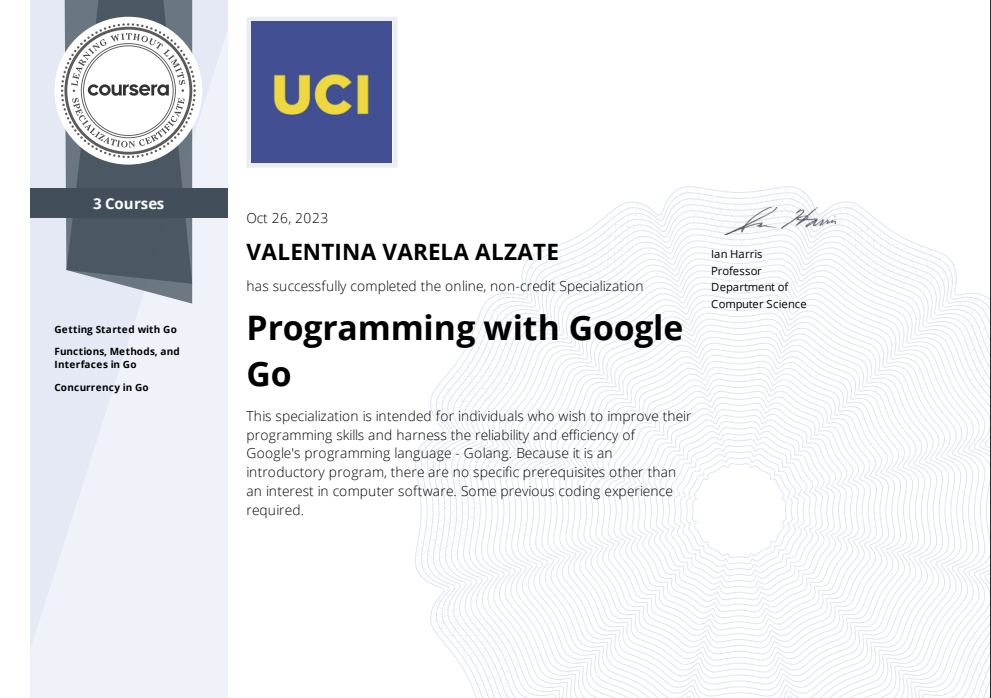 · LEARNING WITHOUT LIMITS ·
coursera
SPECIALIZATION CERTIFICATE
3 Courses
Getting Started with Go
Functions, Methods, and
Interfaces in Go
Concurrency in Go
UCI
Oct 26, 2023
VALENTINA VARELA ALZATE
has successfully completed the online, non-credit Specialization
Programming with Google
Go
This specialization is intended for individuals who wish to improve their
programming skills and harness the reliability and efficiency of
Google's programming language - Golang. Because it is an
introductory program, there are no specific prerequisites other than
an interest in computer software. Some previous coding experience
required.
Ian Harris
Ian Harris
Professor
Department of
Computer Science